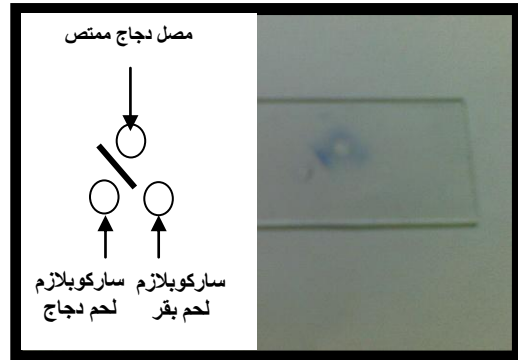 مصل دجاج ممتص
ساركوبلازم لحم دجاج
ساركوبلازم لحم بقر